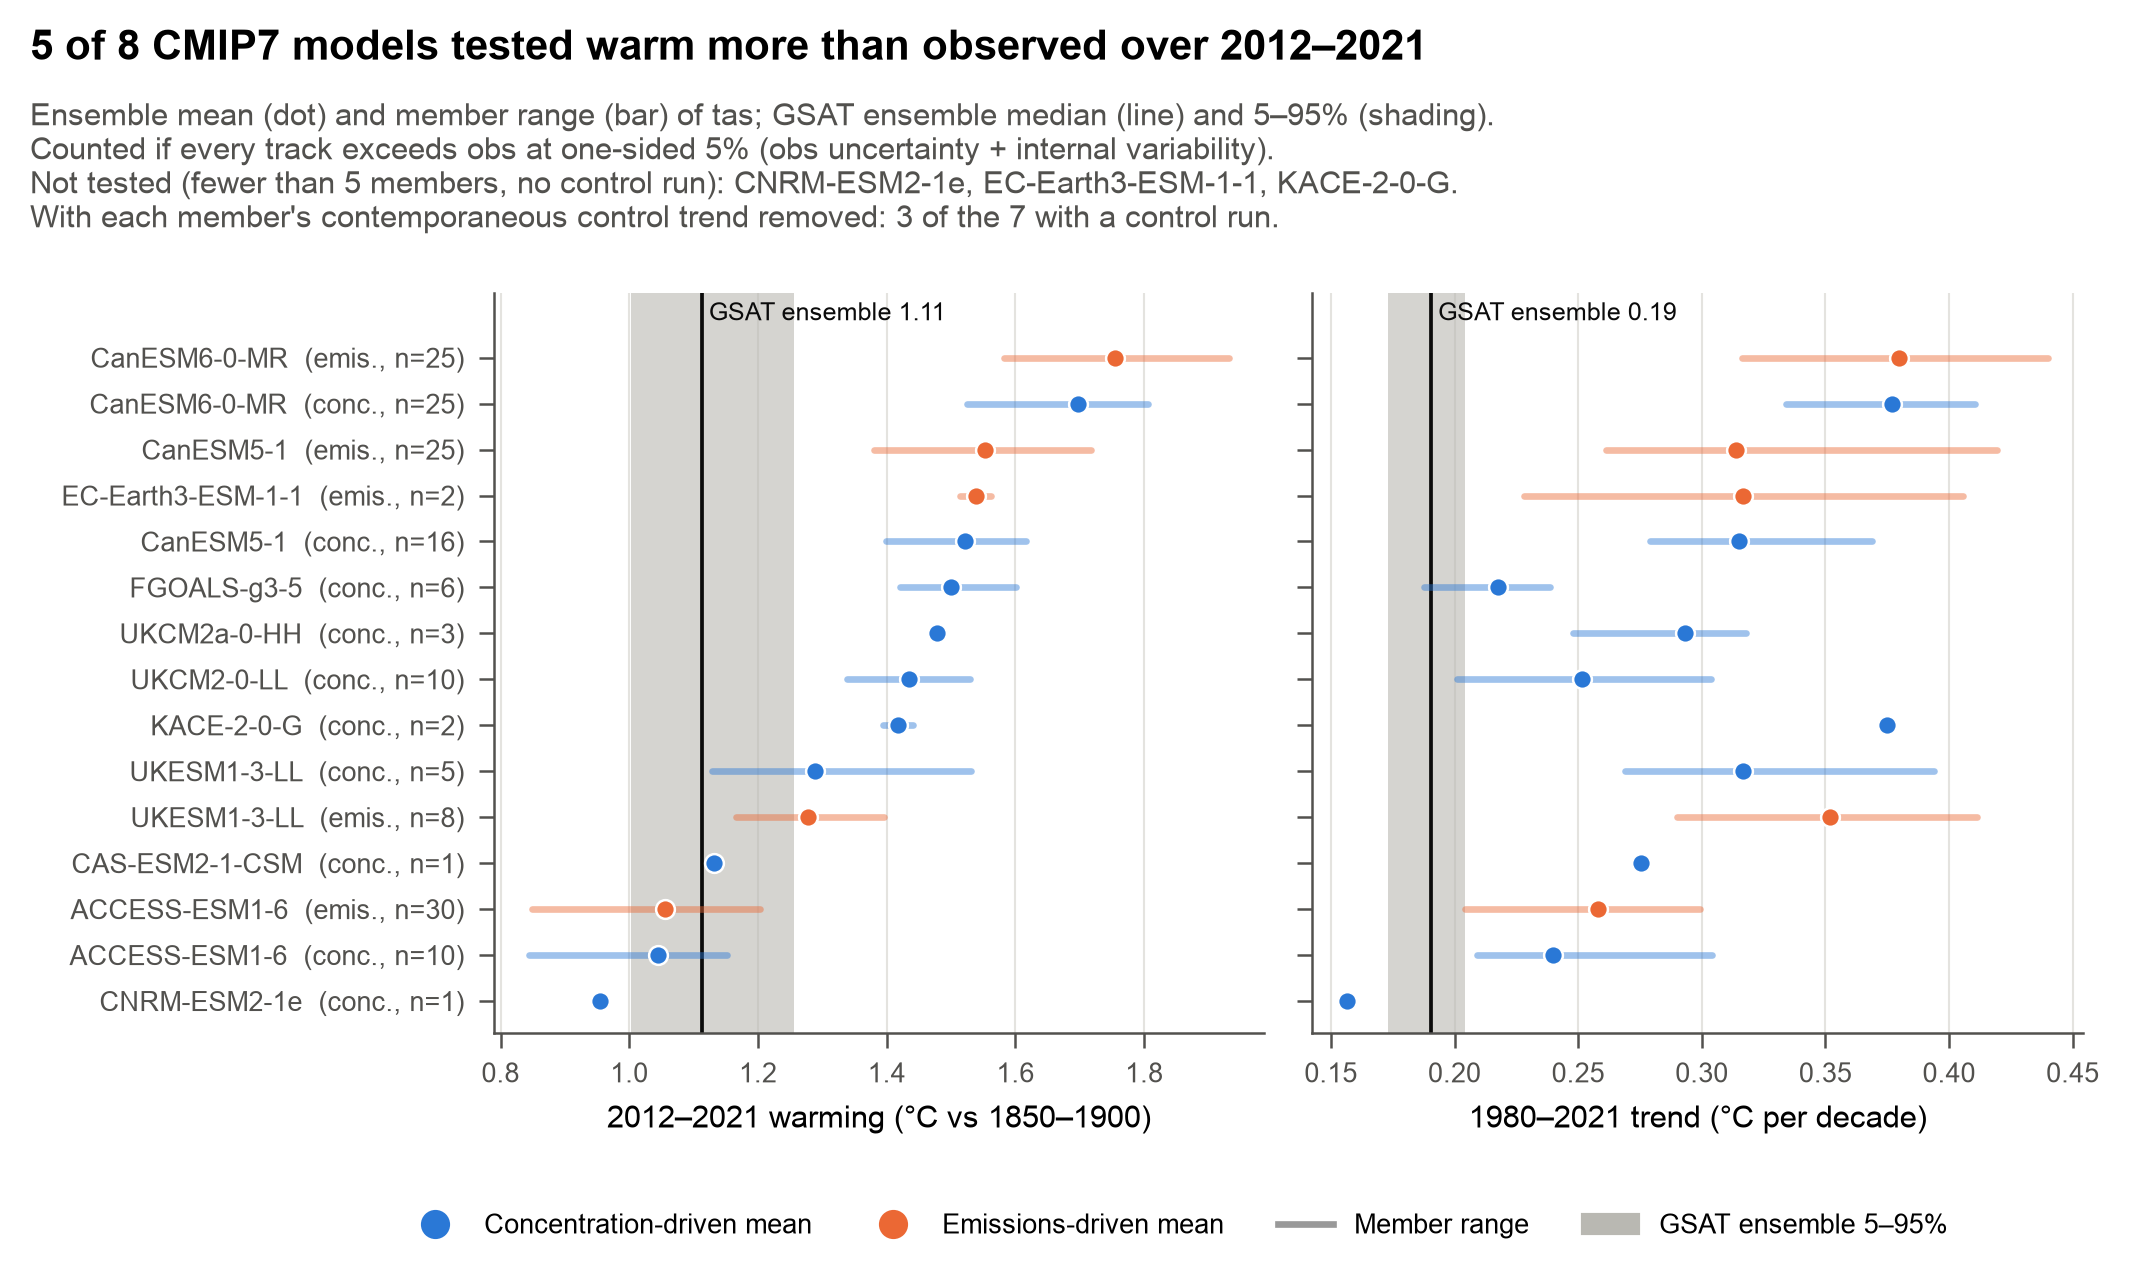 5 of 8 CMIP7 models tested warm more than observed over 2012–2021
Ensemble mean (dot) and member range (bar) of tas; GSAT ensemble median (line) and 5–95% (shading).
Counted if every track exceeds obs at one-sided 5% (obs uncertainty + internal variability).
Not tested (fewer than 5 members, no control run): CNRM-ESM2-1e, EC-Earth3-ESM-1-1, KACE-2-0-G.
With each member's contemporaneous control trend removed: 3 of the 7 with a control run.
GSAT ensemble 1.11
GSAT ensemble 0.19
CanESM6-0-MR (emis., n=25)
CanESM6-0-MR (conc., n=25)
CanESM5-1 (emis., n=25)
EC-Earth3-ESM-1-1 (emis., n=2)
CanESM5-1 (conc., n=16)
FGOALS-g3-5 (conc., n=6)
UKCM2a-0-HH (conc., n=3)
UKCM2-0-LL (conc., n=10)
KACE-2-0-G (conc., n=2)
UKESM1-3-LL (conc., n=5)
UKESM1-3-LL (emis., n=8)
CAS-ESM2-1-CSM (conc., n=1)
ACCESS-ESM1-6 (emis., n=30)
ACCESS-ESM1-6 (conc., n=10)
CNRM-ESM2-1e (conc., n=1)
0.8 1.0 1.2 1.4 1.6 1.8
2012–2021 warming (°C vs 1850–1900)
0.15 0.20 0.25 0.30 0.35 0.40 0.45
1980–2021 trend (°C per decade)
Concentration-driven mean
Emissions-driven mean
Member range
GSAT ensemble 5–95%